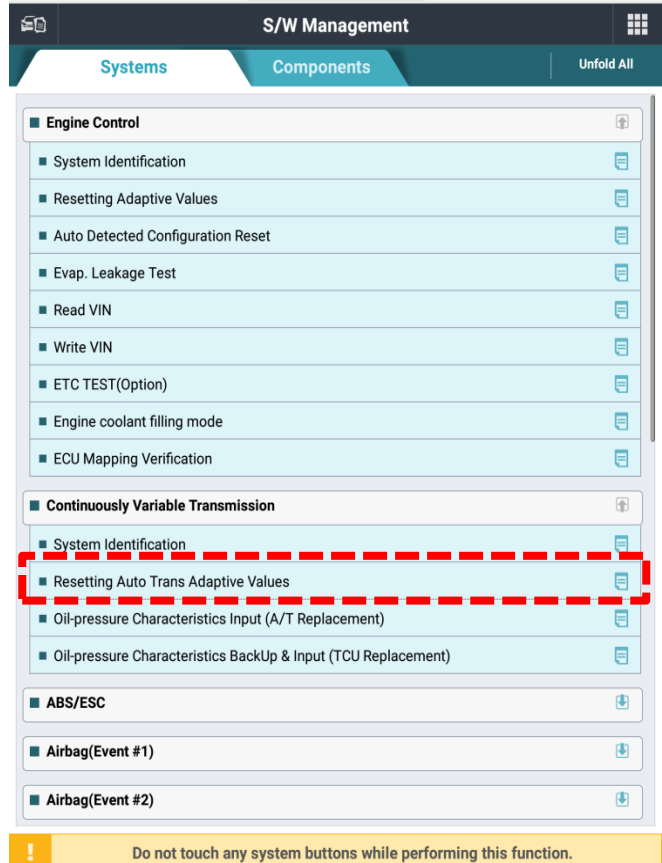 S/W Management
Systems
Components
Unfold All
Engine Control
System Identification
Resetting Adaptive Values
Auto Detected Configuration Reset
Evap. Leakage Test
Read VIN
Write VIN
ETC TEST(Option)
Engine coolant filling mode
ECU Mapping Verification
Continuously Variable Transmission
System Identification
Resetting Auto Trans Adaptive Values
Oil-pressure Characteristics Input (A/T Replacement)
Oil-pressure Characteristics BackUp & Input (TCU Replacement)
ABS/ESC
Airbag(Event #1)
Airbag(Event #2)
! Do not touch any system buttons while performing this function.